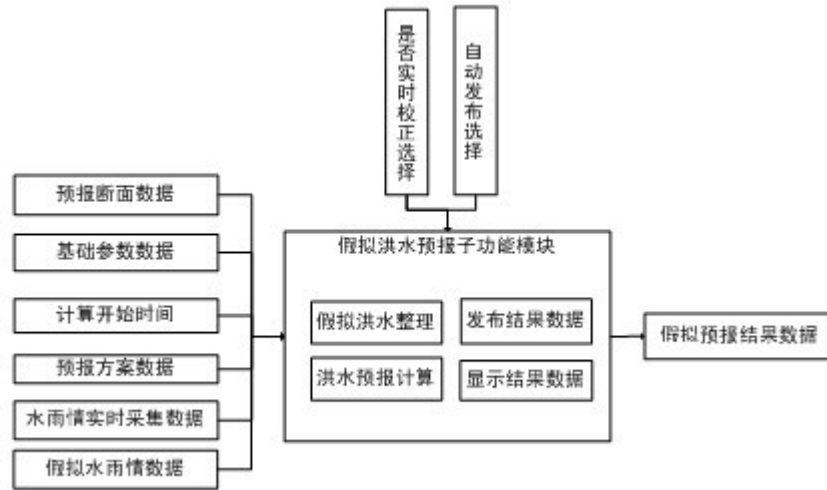 是否实时校正选择
自动发布选择
预报断面数据
基础参数数据
计算开始时间
预报方案数据
水雨情实时采集数据
假拟水雨情数据
假拟洪水预报子功能模块
假拟洪水整理
发布结果数据
洪水预报计算
显示结果数据
假拟预报结果数据